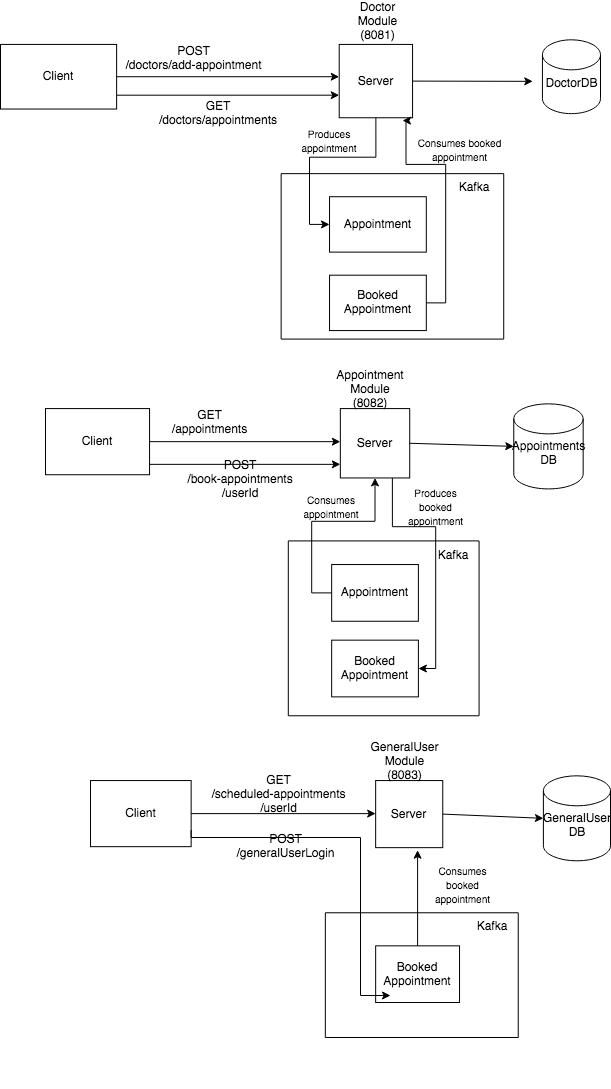 Doctor
Module
(8081)
POST
/doctors/add-appointment
Client
Server
DoctorDB
GET
/doctors/appointments
Produces
appointment
Consumes booked
appointment
Kafka
Appointment
Booked
Appointment
Appointment
Module
(8082)
GET
/appointments
Client
Server
Appointments
DB
POST
/book-appointments
/userId
Consumes
appointment
Produces
booked
appointment
Kafka
Appointment
Booked
Appointment
GeneralUser
Module
(8083)
GET
/scheduled-appointments
/userId
Client
Server
GeneralUser
DB
POST
/generalUserLogin
Consumes
booked
appointment
Kafka
Booked
Appointment